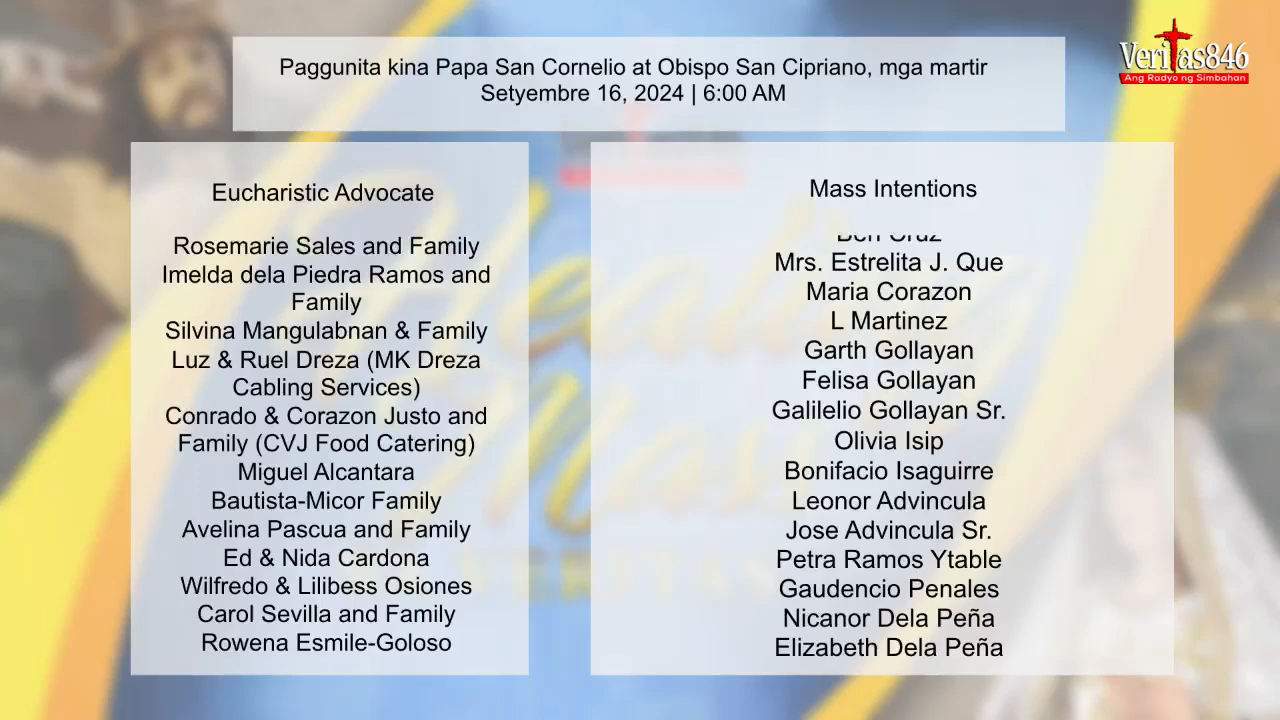 Paggunita kina Papa San Cornelio at Obispo San Cipriano, mga martir
Setyembre 16, 2024 | 6:00 AM
Veritas846
Ang Radyo ng Simbahan
Eucharistic Advocate
Rosemarie Sales and Family
Imelda dela Piedra Ramos and
Family
Silvina Mangulabnan & Family
Luz & Ruel Dreza (MK Dreza
Cabling Services)
Conrado & Corazon Justo and
Family (CVJ Food Catering)
Miguel Alcantara
Bautista-Micor Family
Avelina Pascua and Family
Ed & Nida Cardona
Wilfredo & Lilibess Osiones
Carol Sevilla and Family
Rowena Esmile-Goloso
Mass Intentions
Ben Cruz
Mrs. Estrelita J. Que
Maria Corazon
L Martinez
Garth Gollayan
Felisa Gollayan
Galilelio Gollayan Sr.
Olivia Isip
Bonifacio Isaguirre
Leonor Advincula
Jose Advincula Sr.
Petra Ramos Ytable
Gaudencio Penales
Nicanor Dela Peña
Elizabeth Dela Peña
Healing
Mass
VERITAS